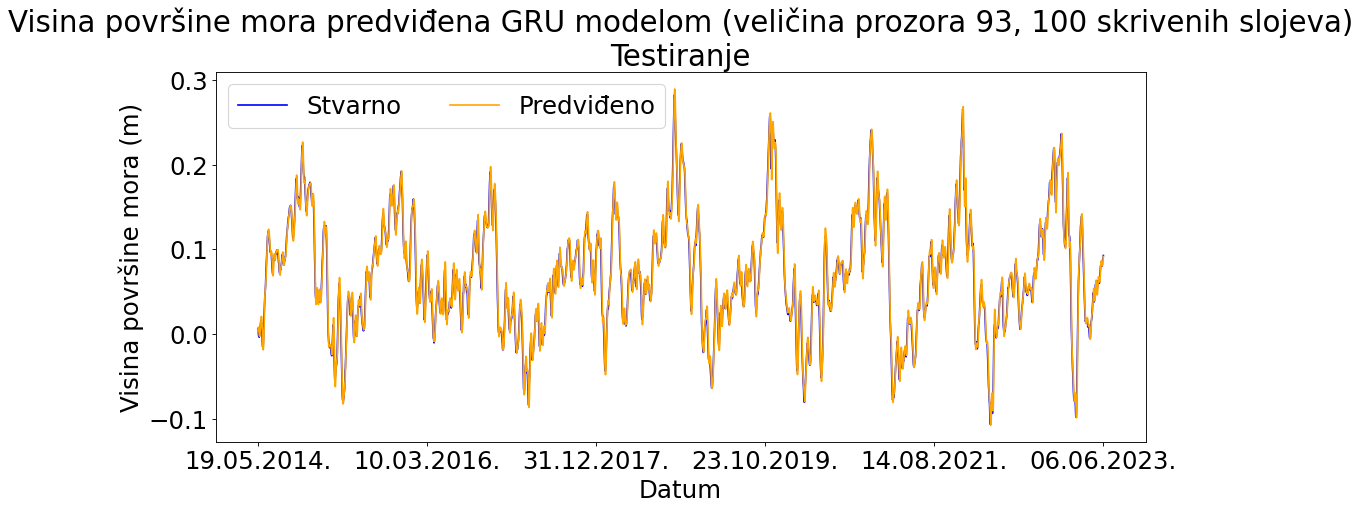 Visina površine mora predviđena GRU modelom (veličina prozora 93, 100 skrivenih slojeva)
Testiranje
Stvarno
Predviđeno
Visina površine mora (m)
0.3
0.2
0.1
0.0
−0.1
19.05.2014.
10.03.2016.
31.12.2017.
23.10.2019.
14.08.2021.
06.06.2023.
Datum